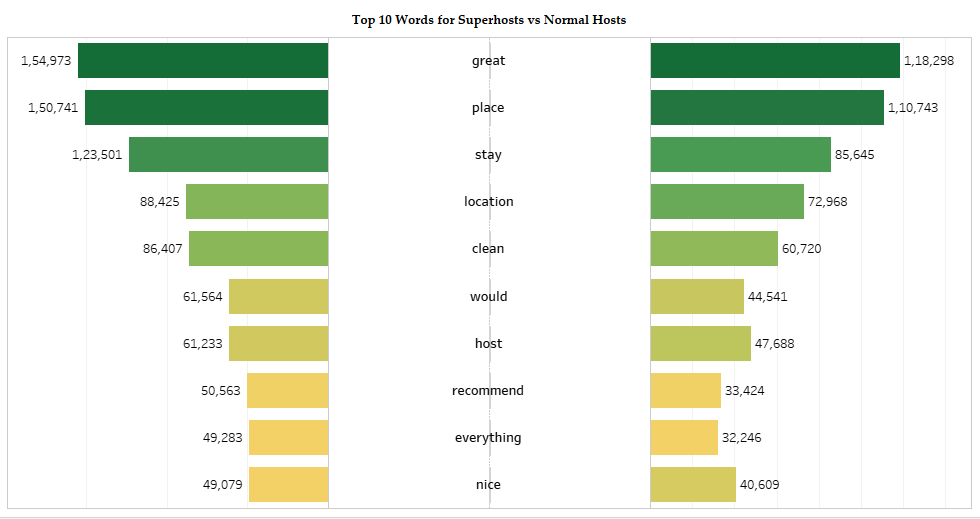 Top 10 Words for Superhosts vs Normal Hosts
1,54,973 great 1,18,298
1,50,741 place 1,10,743
1,23,501 stay 85,645
88,425 location 72,968
86,407 clean 60,720
61,564 would 44,541
61,233 host 47,688
50,563 recommend 33,424
49,283 everything 32,246
49,079 nice 40,609